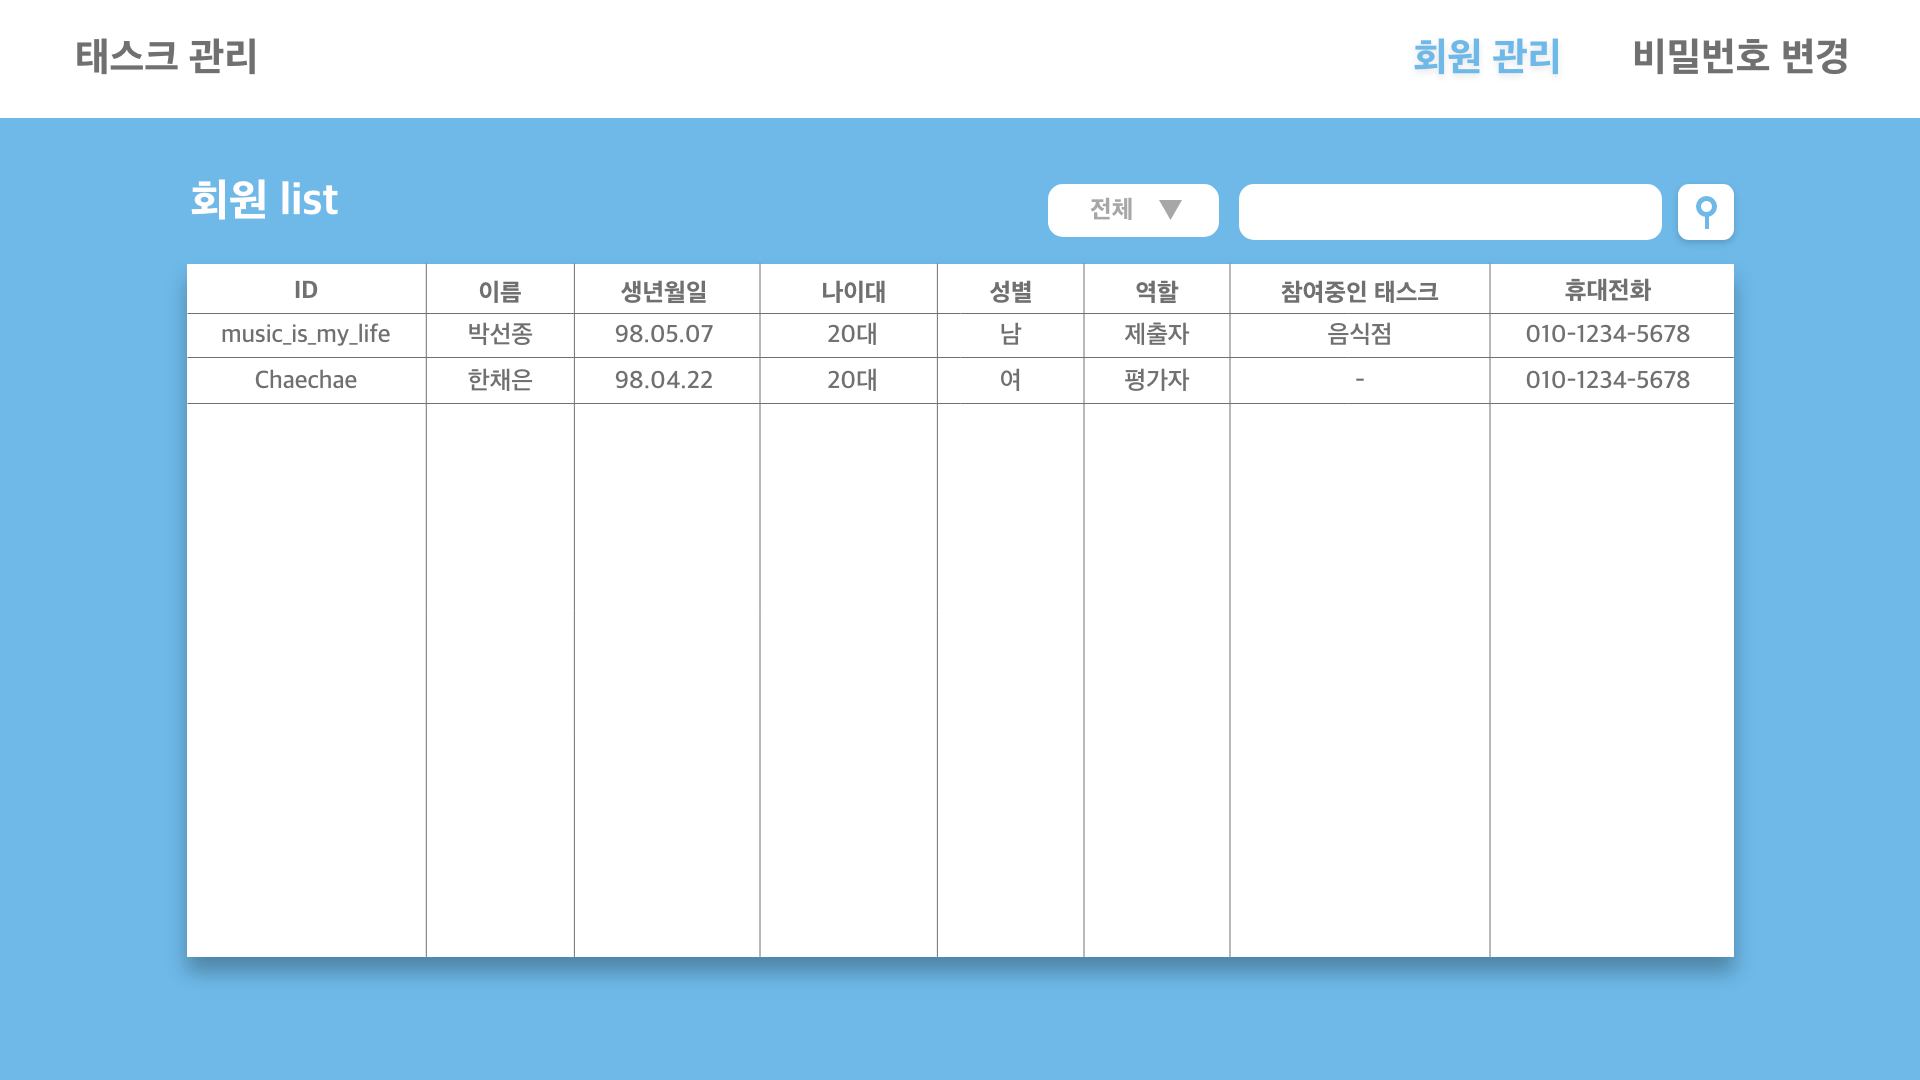 태스크 관리 회원 관리 비밀번호 변경
회원 list 전체 ▼
ID 이름 생년월일 나이대 성별 역할 참여중인 태스크 휴대전화
music_is_my_life 박선종 98.05.07 20대 남 제출자 음식점 010-1234-5678
Chaechae 한채은 98.04.22 20대 여 평가자 - 010-1234-5678